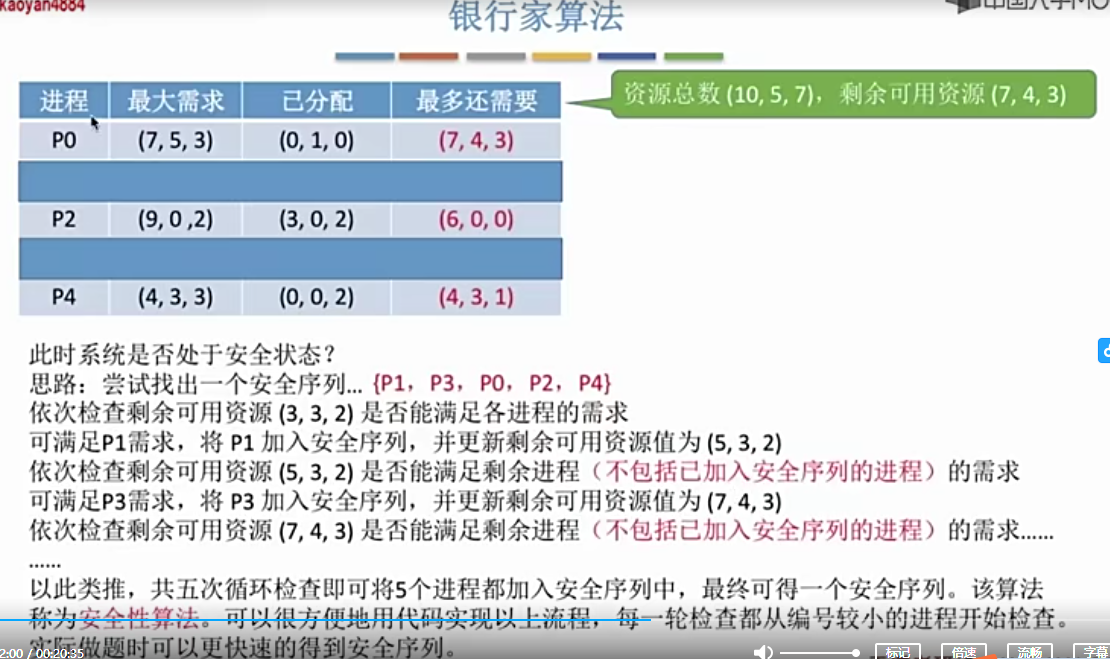 kaoyan4884
银行家算法
进程 最大需求 已分配 最多还需要
资源总数 (10, 5, 7)，剩余可用资源 (7, 4, 3)
P0 (7, 5, 3) (0, 1, 0) (7, 4, 3)
P2 (9, 0 ,2) (3, 0, 2) (6, 0, 0)
P4 (4, 3, 3) (0, 0, 2) (4, 3, 1)
此时系统是否处于安全状态？
思路：尝试找出一个安全序列… {P1，P3，P0，P2，P4}
依次检查剩余可用资源 (3, 3, 2) 是否能满足各进程的需求
可满足P1需求，将 P1 加入安全序列，并更新剩余可用资源值为 (5, 3, 2)
依次检查剩余可用资源 (5, 3, 2) 是否能满足剩余进程（不包括已加入安全序列的进程）的需求
可满足P3需求，将 P3 加入安全序列，并更新剩余可用资源值为 (7, 4, 3)
依次检查剩余可用资源 (7, 4, 3) 是否能满足剩余进程（不包括已加入安全序列的进程）的需求……
……
以此类推，共五次循环检查即可将5个进程都加入安全序列中，最终可得一个安全序列。该算法
称为安全性算法。可以很方便地用代码实现以上流程，每一轮检查都从编号较小的进程开始检查。
实际做题时可以更快速的得到安全序列。
2:00 / 00:20:35 标记 倍速 流畅 字幕